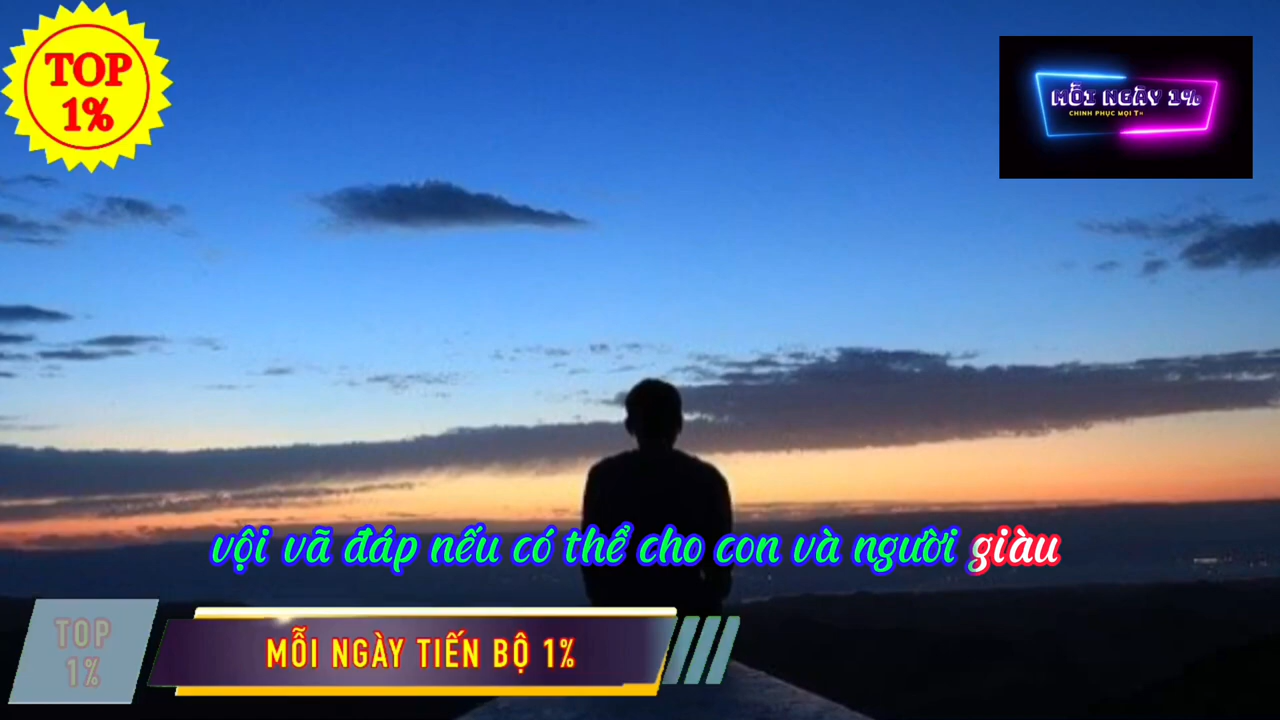 TOP
1%
MỖI NGÀY 1%
CHINH PHỤC MỌI
vội vã đáp nếu có thể cho con và người giàu
TOP
1%
MỖI NGÀY TIẾN BỘ 1%